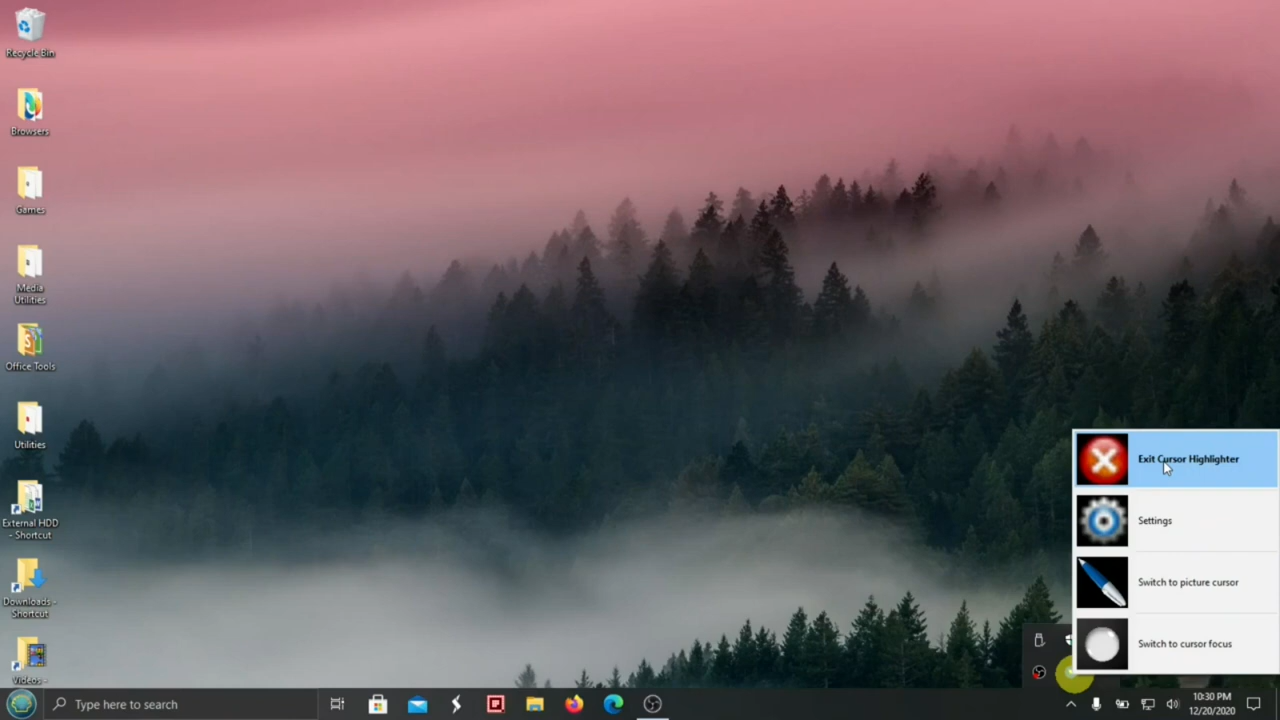 Recycle Bin
Browsers
Games
Media
Utilities
Office Tools
Utilities
External HDD
- Shortcut
Downloads -
Shortcut
Videos -
Exit Cursor Highlighter
Settings
Switch to picture cursor
Switch to cursor focus
Type here to search
10:30 PM
12/20/2020